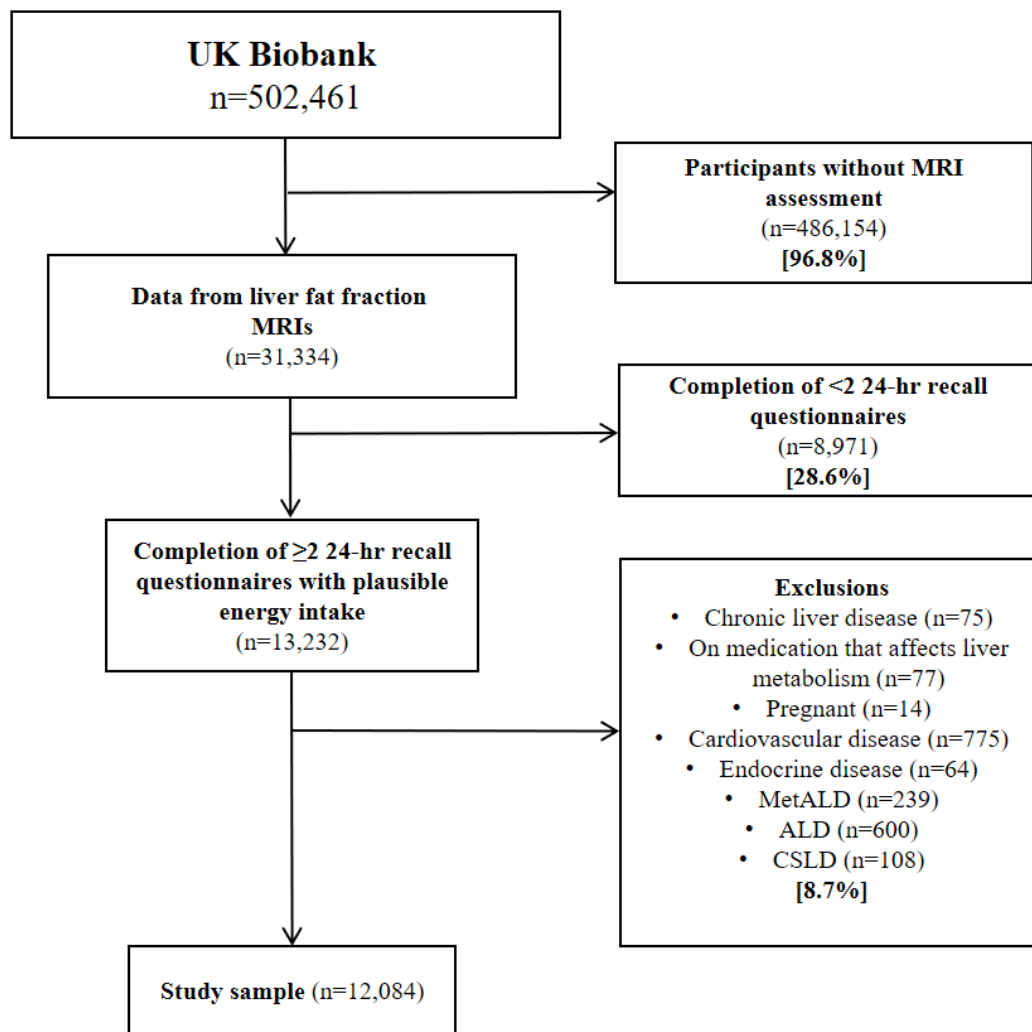 UK Biobank
n=502,461
Participants without MRI
assessment
(n=486,154)
[96.8%]
Data from liver fat fraction
MRIs
(n=31,334)
Completion of <2 24-hr recall
questionnaires
(n=8,971)
[28.6%]
Completion of ≥2 24-hr recall
questionnaires with plausible
energy intake
(n=13,232)
Exclusions
• Chronic liver disease (n=75)
• On medication that affects liver
metabolism (n=77)
• Pregnant (n=14)
• Cardiovascular disease (n=775)
• Endocrine disease (n=64)
• MetALD (n=239)
• ALD (n=600)
• CSLD (n=108)
[8.7%]
Study sample (n=12,084)